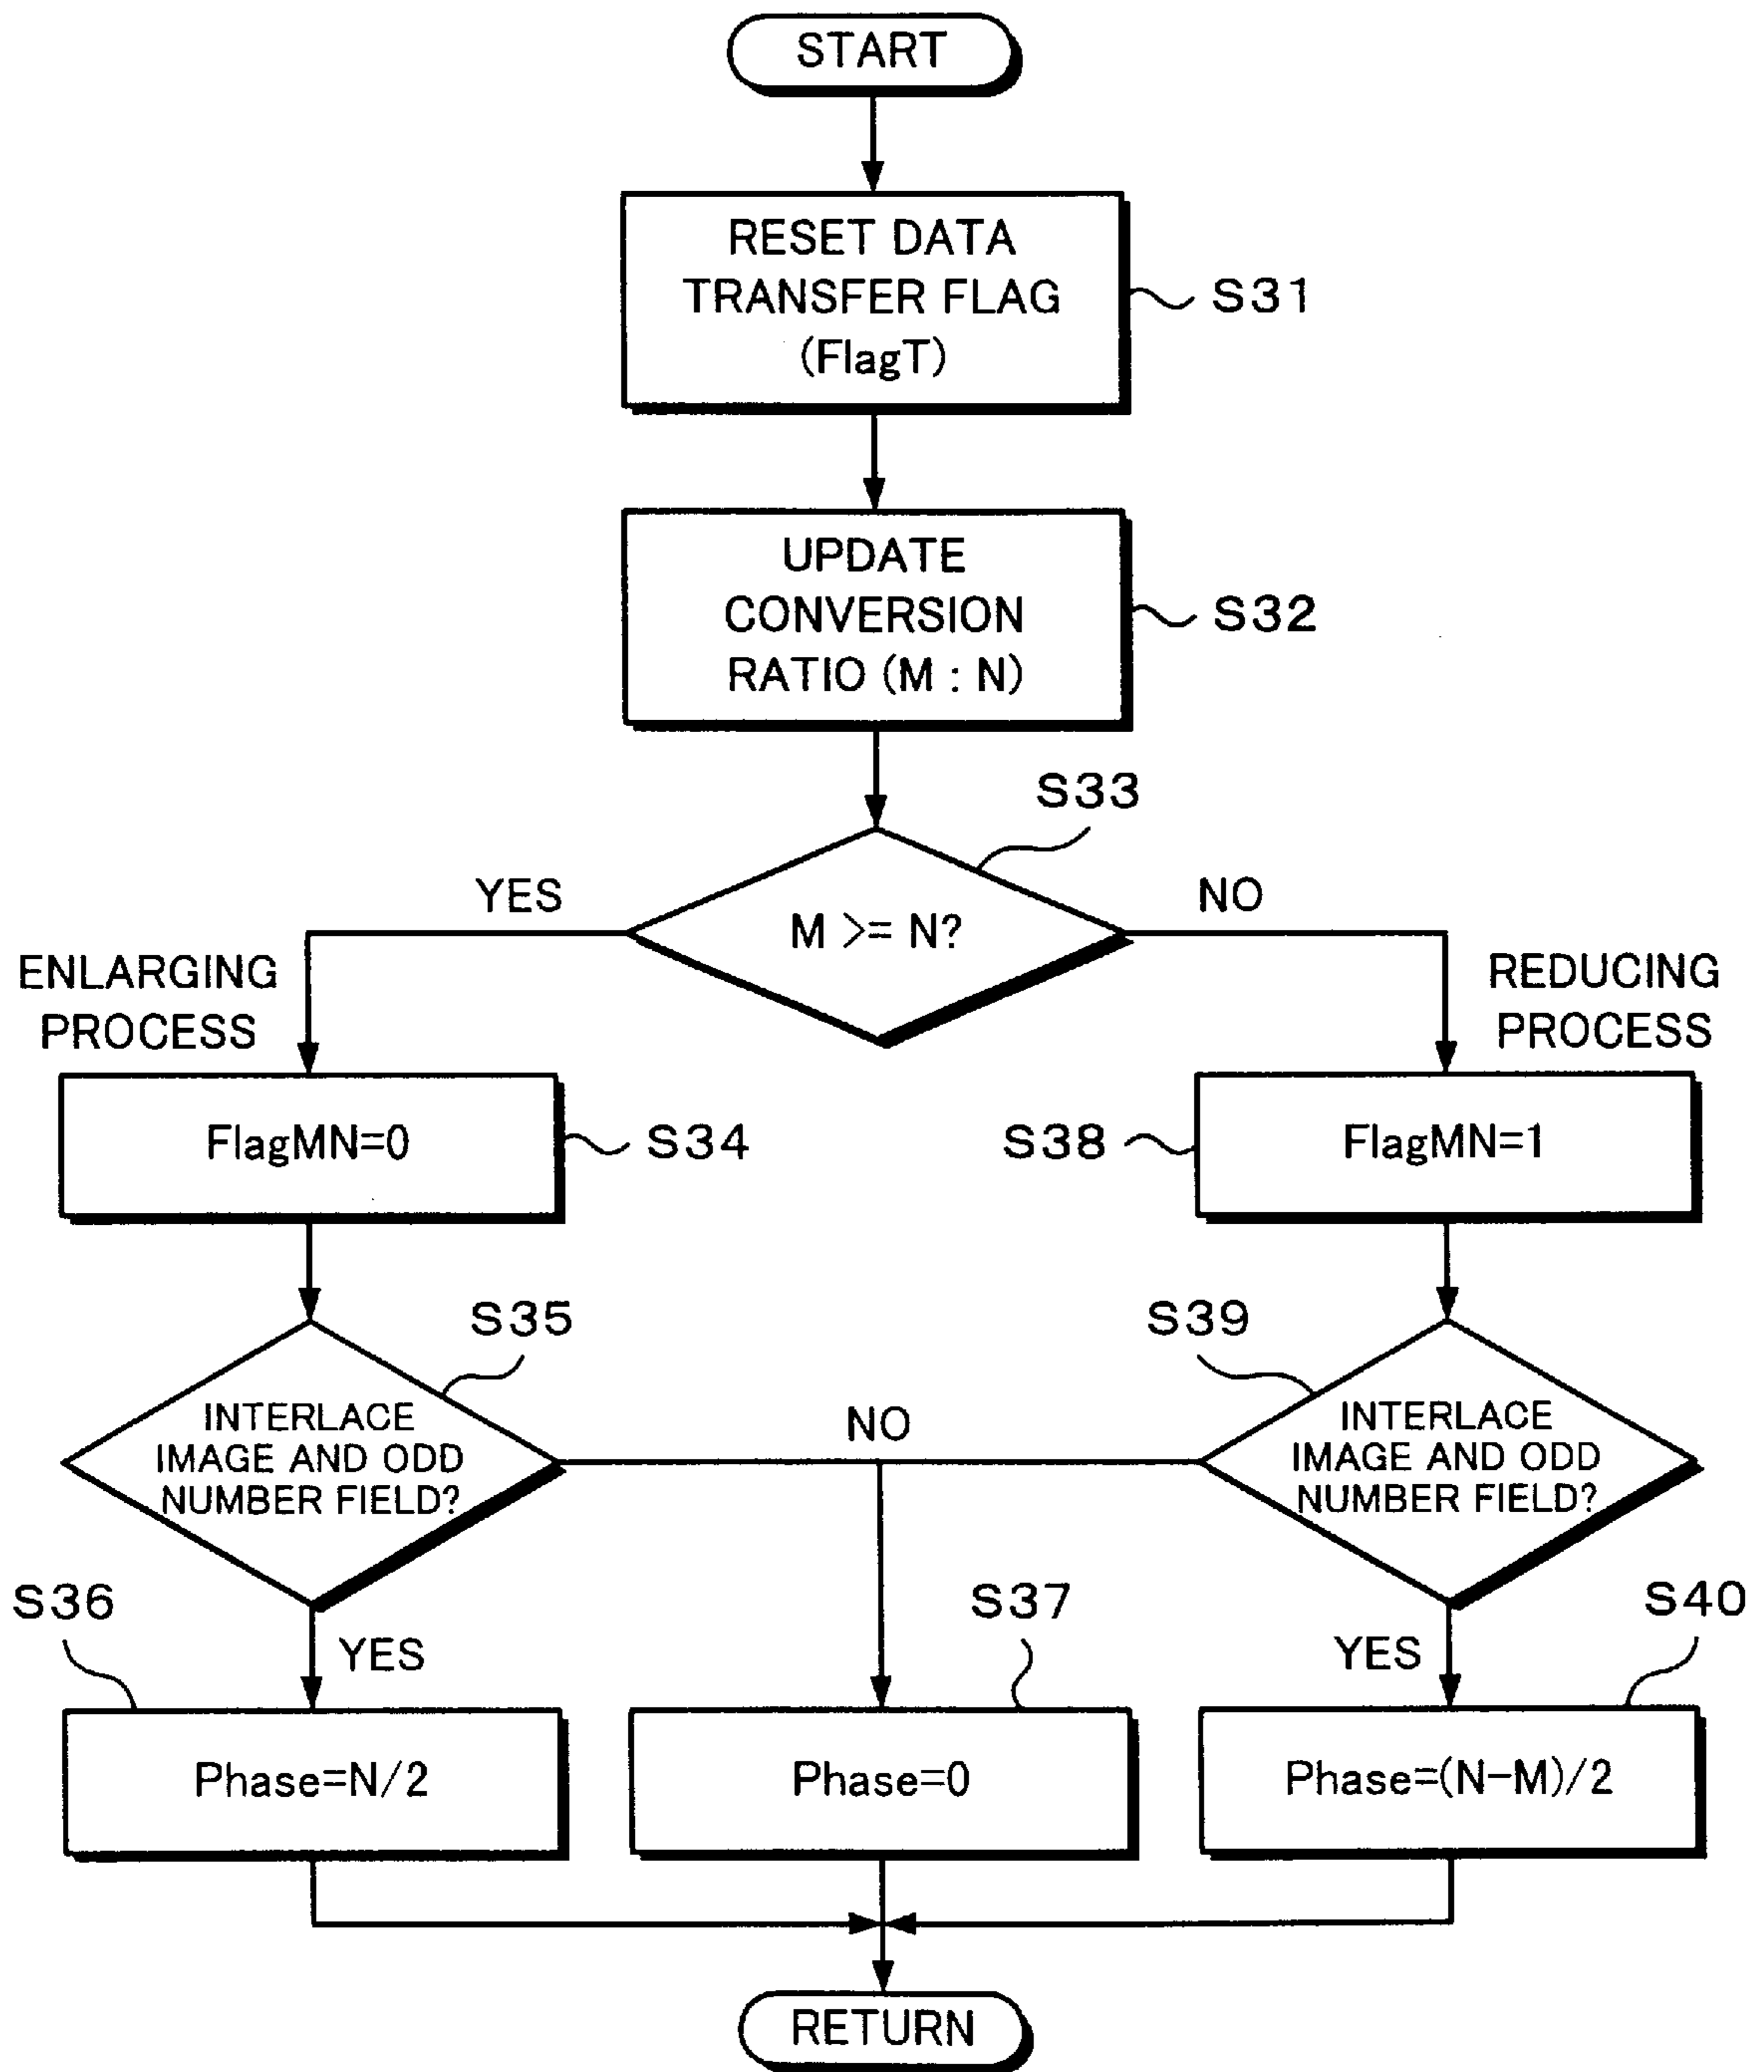 START
RESET DATA
TRANSFER FLAG
(FlagT)
S31
UPDATE
CONVERSION
RATIO (M : N)
S32
S33
M >= N?
YES
NO
ENLARGING
PROCESS
REDUCING
PROCESS
FlagMN=0
S34
S38
FlagMN=1
S35
S39
INTERLACE
IMAGE AND ODD
NUMBER FIELD?
NO
INTERLACE
IMAGE AND ODD
NUMBER FIELD?
S36
YES
S37
YES
S40
Phase=N/2
Phase=0
Phase=(N-M)/2
RETURN